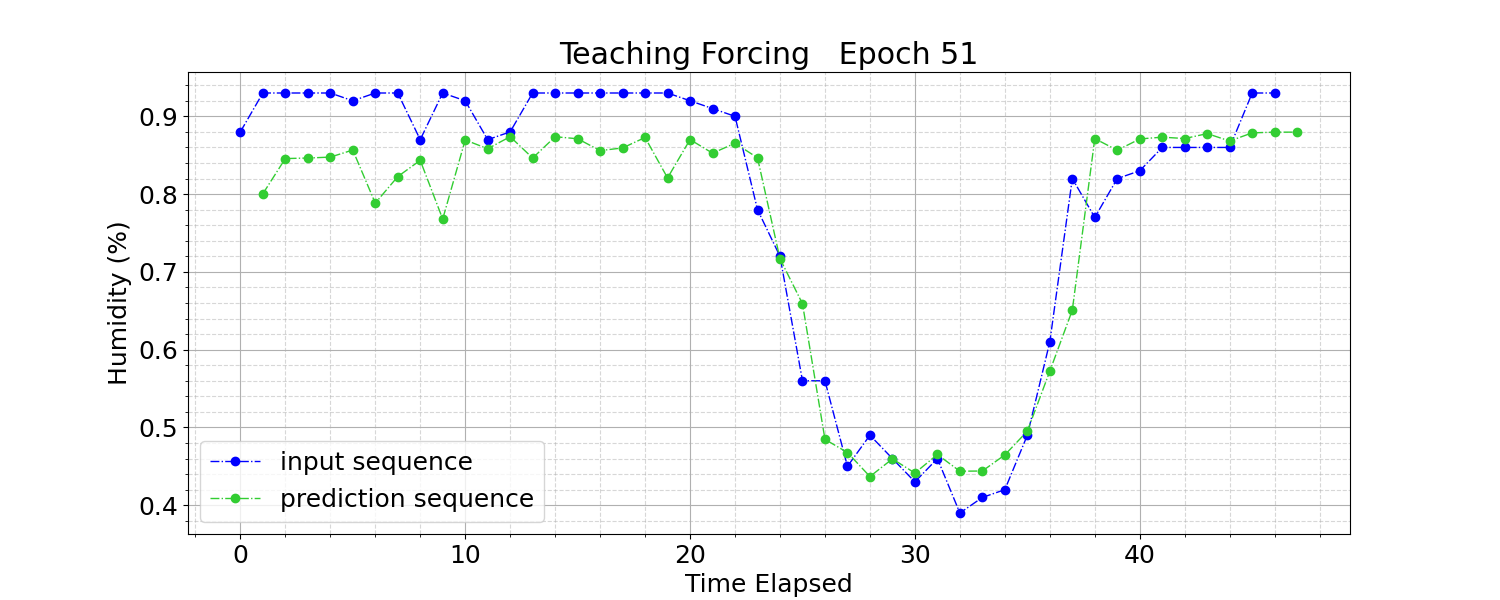 Teaching Forcing   Epoch 51
Humidity (%)
0.9
0.8
0.7
0.6
0.5
0.4
input sequence
prediction sequence
0 10 20 30 40
Time Elapsed